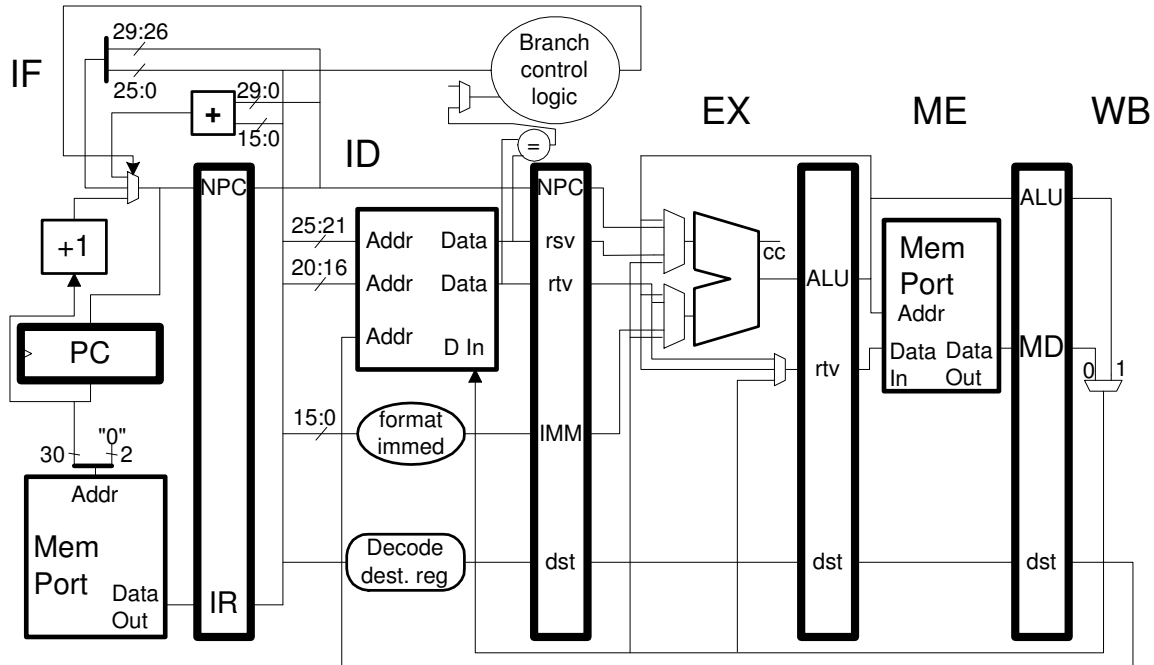 IF
29:26
25:0
+
29:0
15:0
Branch
control
logic
=
ID
EX
ME
WB
NPC
NPC
+1
PC
25:21
20:16
Addr
Data
Addr
Data
Addr
D In
rsv
rtv
cc
ALU
rtv
Mem
Port
Addr
Data
In
Data
Out
ALU
MD
0
1
15:0
format
immed
IMM
30
"0"
2
Addr
Mem
Port
Data
Out
IR
Decode
dest. reg
dst
dst
dst